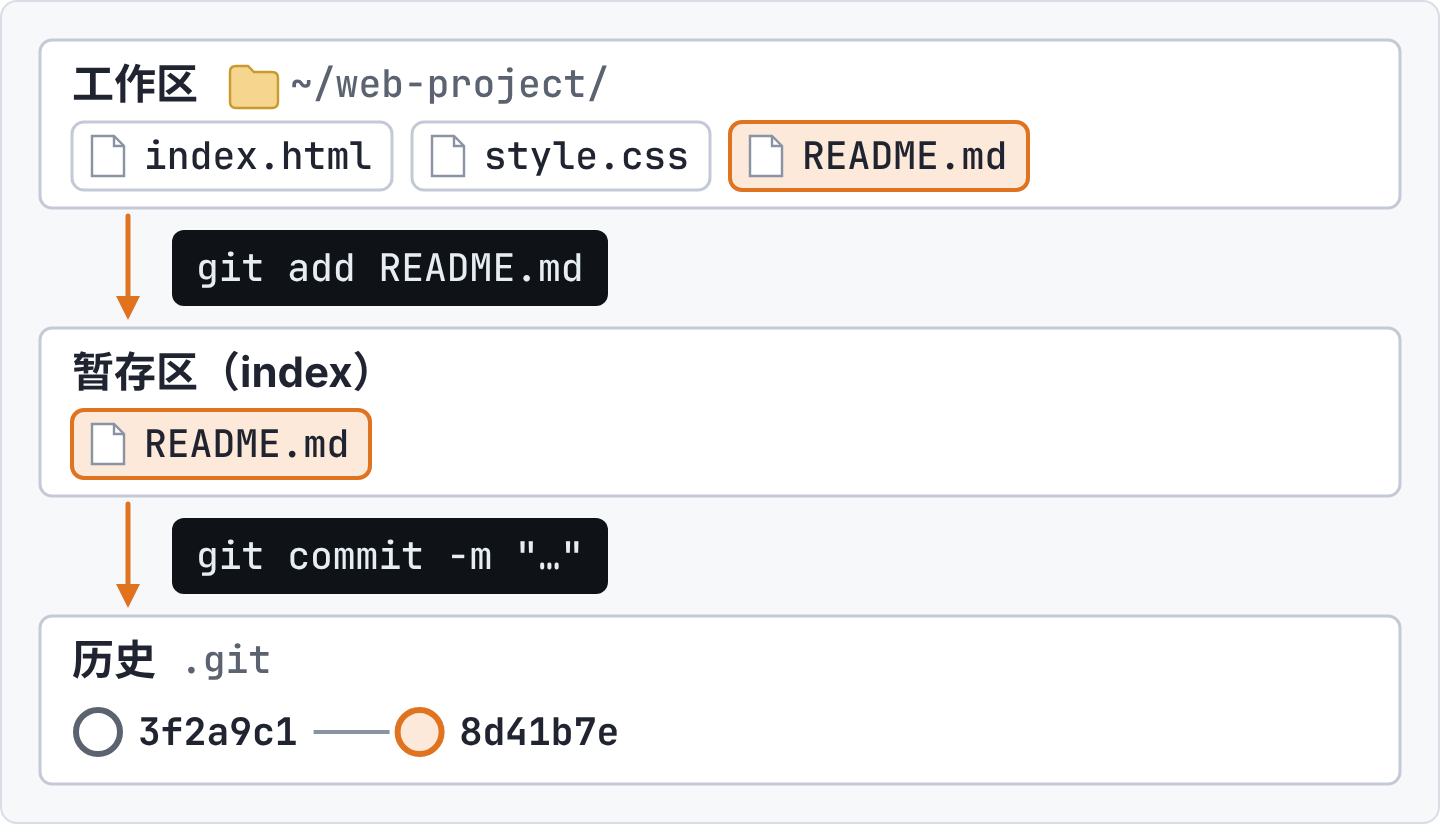 工作区 ~/web-project/
index.html style.css README.md
git add README.md
暂存区（index）
README.md
git commit -m "…"
历史 .git
3f2a9c1 8d41b7e